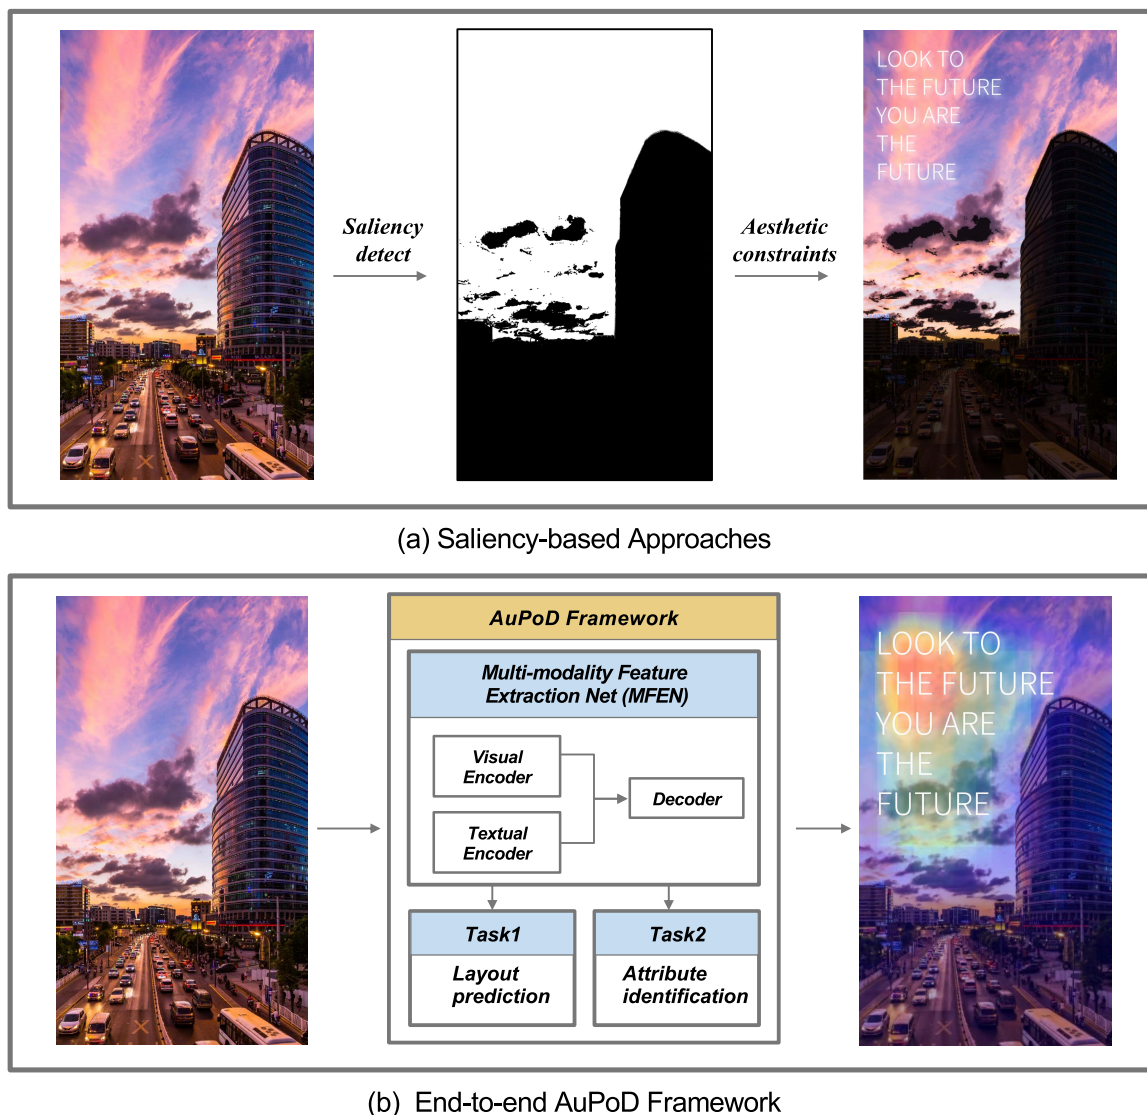 LOOK TO
THE FUTURE
YOU ARE
THE
FUTURE
Saliency
detect
Aesthetic
constraints
(a) Saliency-based Approaches
AuPoD Framework
Multi-modality Feature
Extraction Net (MFEN)
Visual
Encoder
Textual
Encoder
Decoder
Task1
Layout
prediction
Task2
Attribute
identification
LOOK TO
THE FUTURE
YOU ARE
THE
FUTURE
(b) End-to-end AuPoD Framework